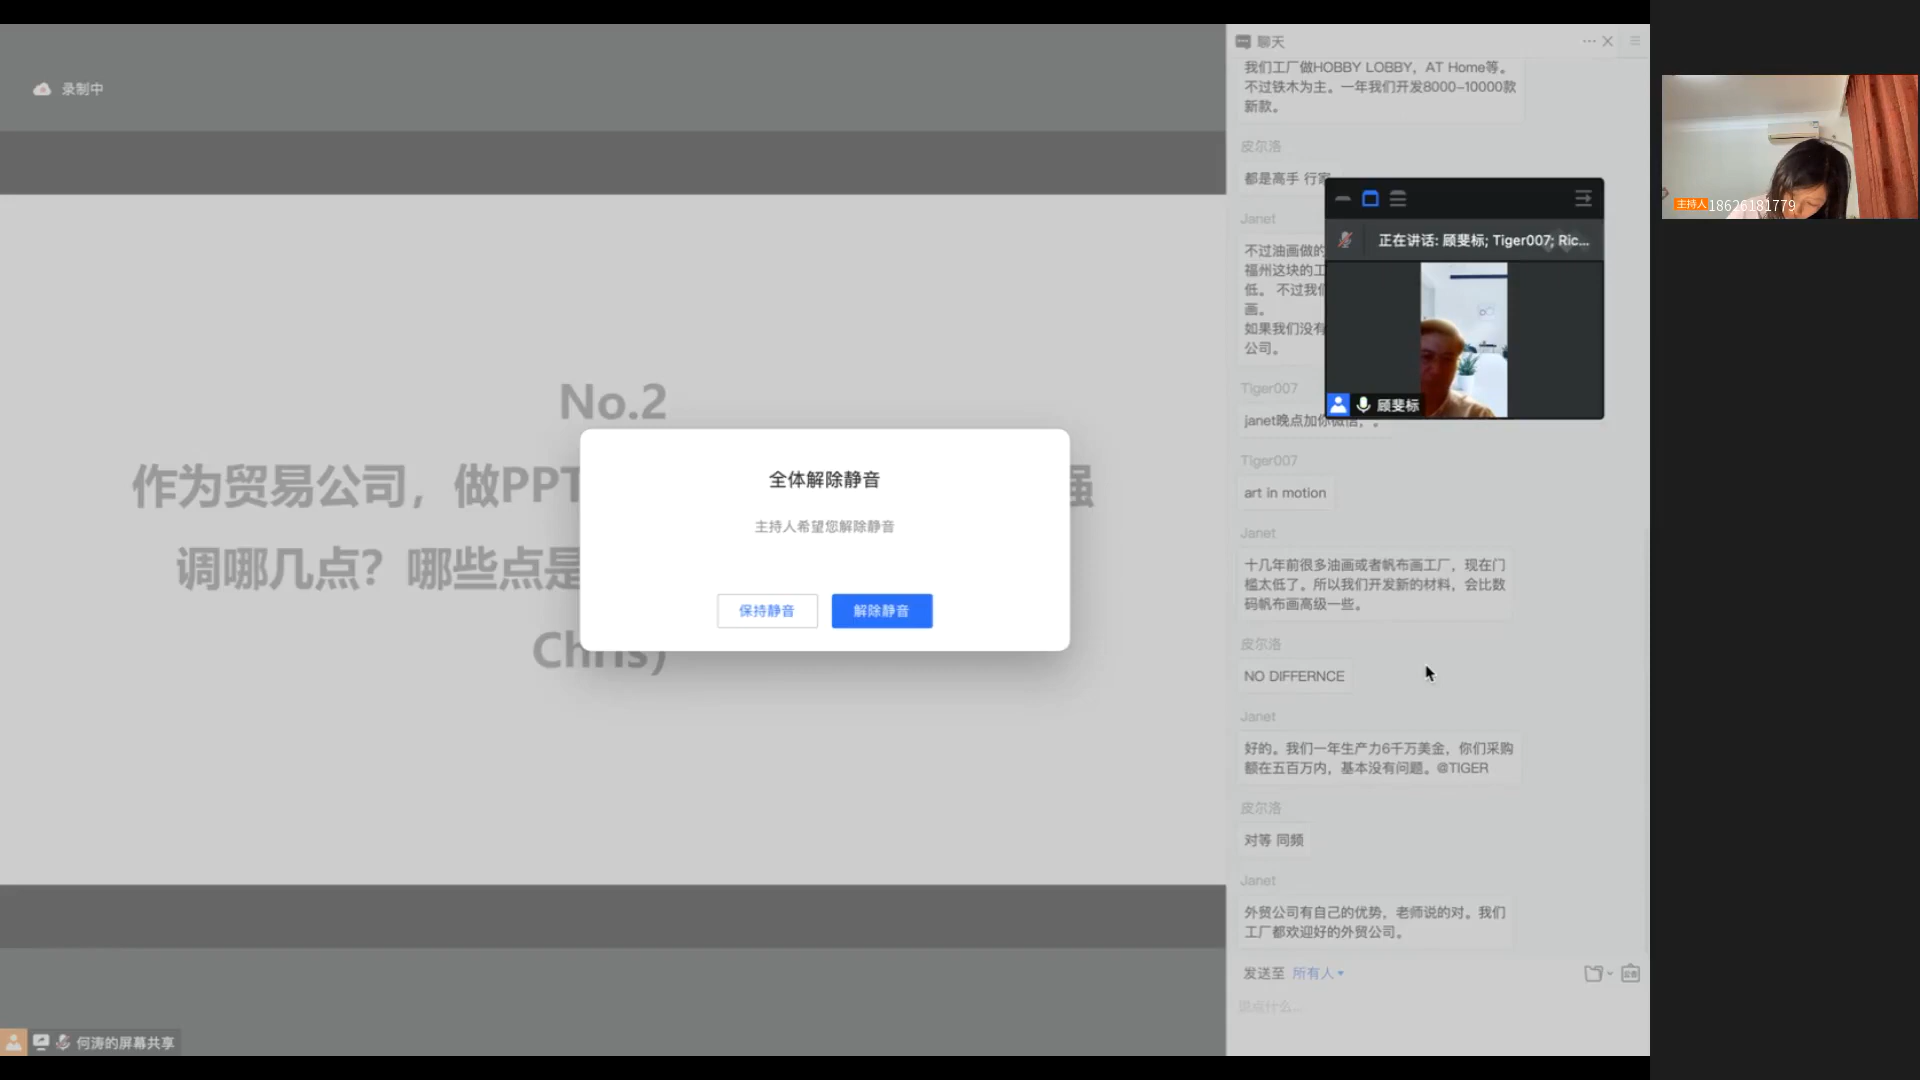 录制中
No.2
作为贸易公司，做PPT
强
调哪几点？哪些点是
Chris）
全体解除静音
主持人希望您解除静音
保持静音
解除静音
何涛的屏幕共享
聊天
我们工厂做HOBBY LOBBY，AT Home等。
不过铁木为主。一年我们开发8000-10000款
新款。
皮尔洛
都是高手 行家
Janet
不过油画做的
福州这块的工
低。 不过我们
画。
如果我们没有
公司。
Tiger007
janet晚点加你微信，。
Tiger007
art in motion
Janet
十几年前很多油画或者帆布画工厂，现在门
槛太低了。所以我们开发新的材料，会比数
码帆布画高级一些。
皮尔洛
NO DIFFERNCE
Janet
好的。我们一年生产力6千万美金，你们采购
额在五百万内，基本没有问题。@TIGER
皮尔洛
对等 同频
Janet
外贸公司有自己的优势，老师说的对。我们
工厂都欢迎好的外贸公司。
发送至 所有人
说点什么...
正在讲话: 顾斐标; Tiger007; Ric...
顾斐标
主持人 18626181779